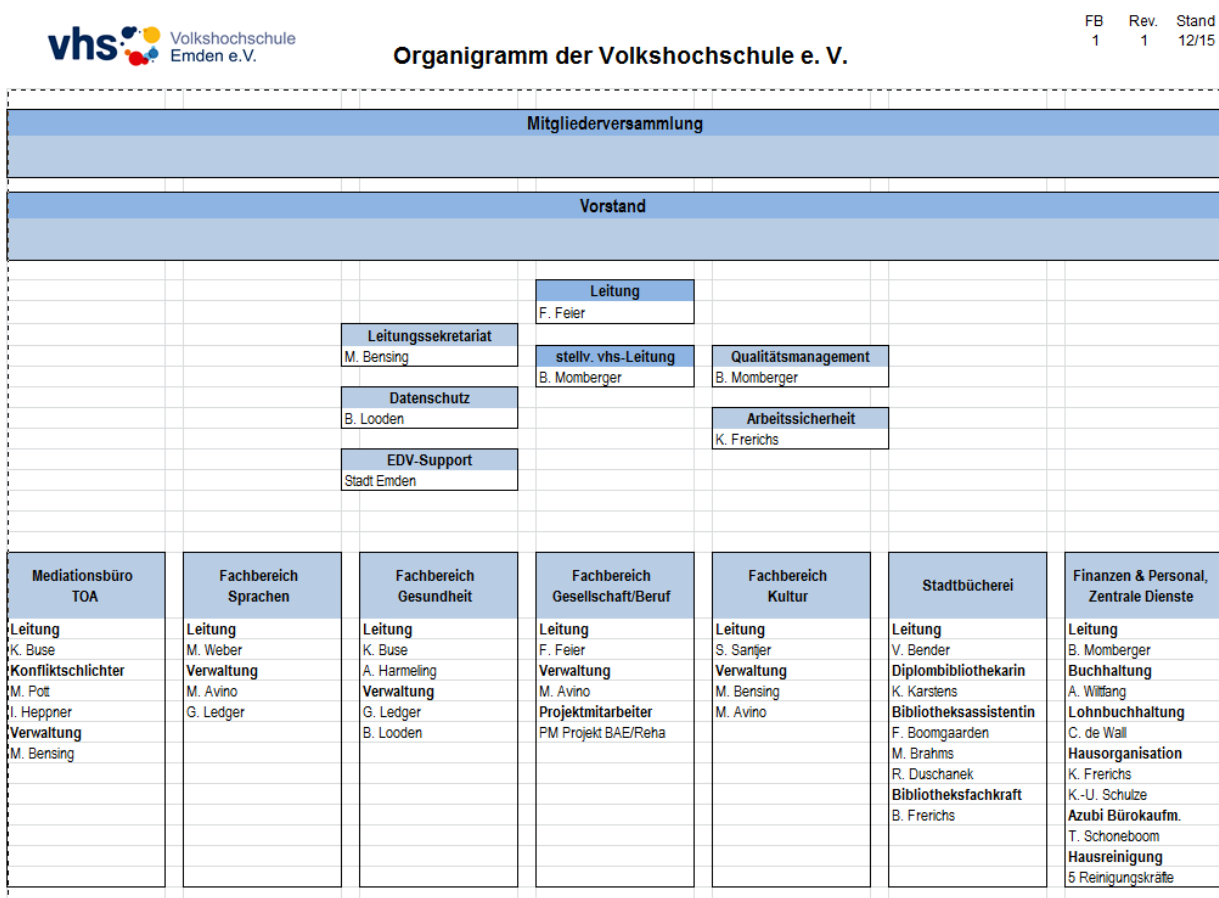 vhs
Volkshochschule
Emden e.V.
Organigramm der Volkshochschule e. V.
FB Rev. Stand
1 1 12/15
Mitgliederversammlung
Vorstand
Leitung
F. Feier
Leitungssekretariat
M. Bensing
stellv. vhs-Leitung
B. Momberger
Qualitätsmanagement
B. Momberger
Datenschutz
B. Looden
Arbeitssicherheit
K. Frerichs
EDV-Support
Stadt Emden
Mediationsbüro
TOA
Leitung
K. Buse
Konfliktschlichter
M. Pott
I. Heppner
Verwaltung
M. Bensing
Fachbereich
Sprachen
Leitung
M. Weber
Verwaltung
M. Avino
G. Ledger
Fachbereich
Gesundheit
Leitung
K. Buse
A. Harmeling
Verwaltung
G. Ledger
B. Looden
Fachbereich
Gesellschaft/Beruf
Leitung
F. Feier
Verwaltung
M. Avino
Projektmitarbeiter
PM Projekt BAE/Reha
Fachbereich
Kultur
Leitung
S. Santjer
Verwaltung
M. Bensing
M. Avino
Stadtbücherei
Leitung
V. Bender
Diplombibliothekarin
K. Karstens
Bibliotheksassistentin
F. Boomgaarden
M. Brahms
R. Duschanek
Bibliotheksfachkraft
B. Frerichs
Finanzen & Personal,
Zentrale Dienste
Leitung
B. Momberger
Buchhaltung
A. Wiltfang
Lohnbuchhaltung
C. de Wall
Hausorganisation
K. Frerichs
K.-U. Schulze
Azubi Bürokaufm.
T. Schoneboom
Hausreinigung
5 Reinigungskräfte